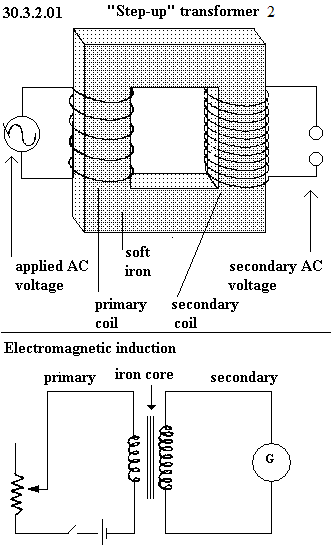 30.3.2.01 "Step-up" transformer 2
applied AC
voltage
soft
iron
secondary AC
voltage
primary
coil
secondary
coil
Electromagnetic induction
primary
iron core
secondary
G